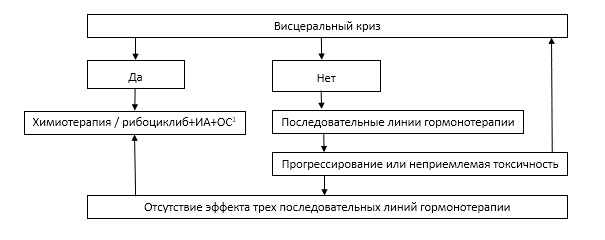 Висцеральный криз
Да
Нет
Химиотерапия / рибоциклиб+ИА+ОС¹
Последовательные линии гормонотерапии
Прогрессирование или неприемлемая токсичность
Отсутствие эффекта трех последовательных линий гормонотерапии